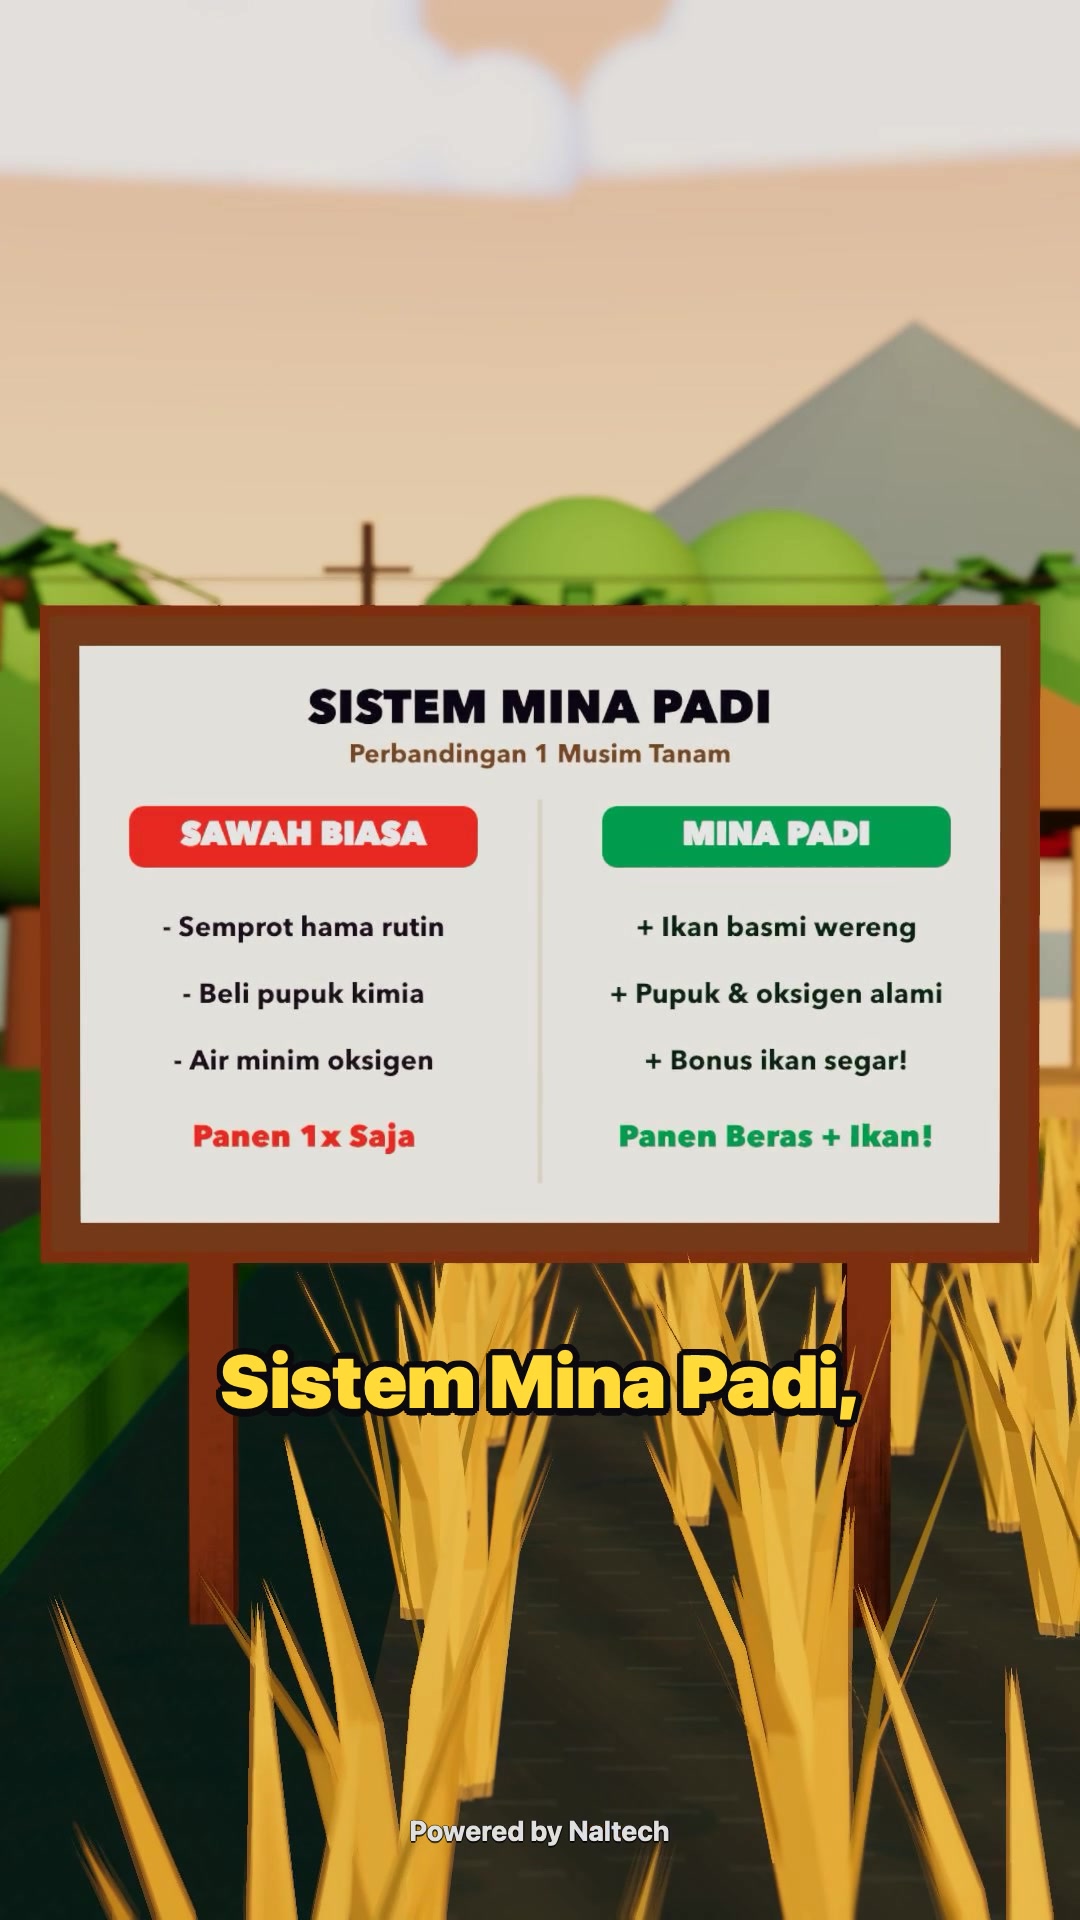 SISTEM MINA PADI
Perbandingan 1 Musim Tanam
SAWAH BIASA
- Semprot hama rutin
- Beli pupuk kimia
- Air minim oksigen
Panen 1x Saja
MINA PADI
+ Ikan basmi wereng
+ Pupuk & oksigen alami
+ Bonus ikan segar!
Panen Beras + Ikan!
Sistem Mina Padi,
Powered by Naltech